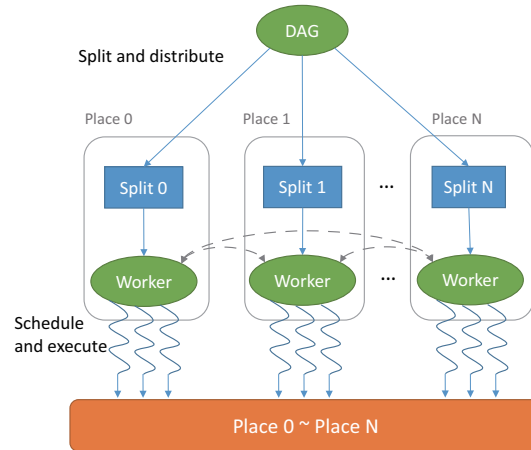 DAG
Split and distribute
Place 0
Place 1
Place N
Split 0
Split 1
...
Split N
Worker
Worker
...
Worker
Schedule
and execute
Place 0 ~ Place N